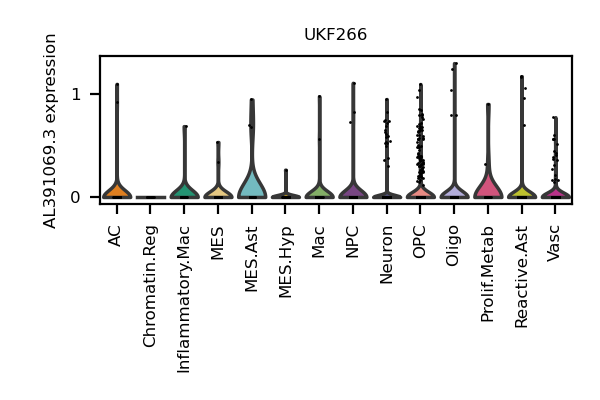 UKF266
AL391069.3 expression
1
0
AC
Chromatin.Reg
Inflammatory.Mac
MES
MES.Ast
MES.Hyp
Mac
NPC
Neuron
OPC
Oligo
Prolif.Metab
Reactive.Ast
Vasc